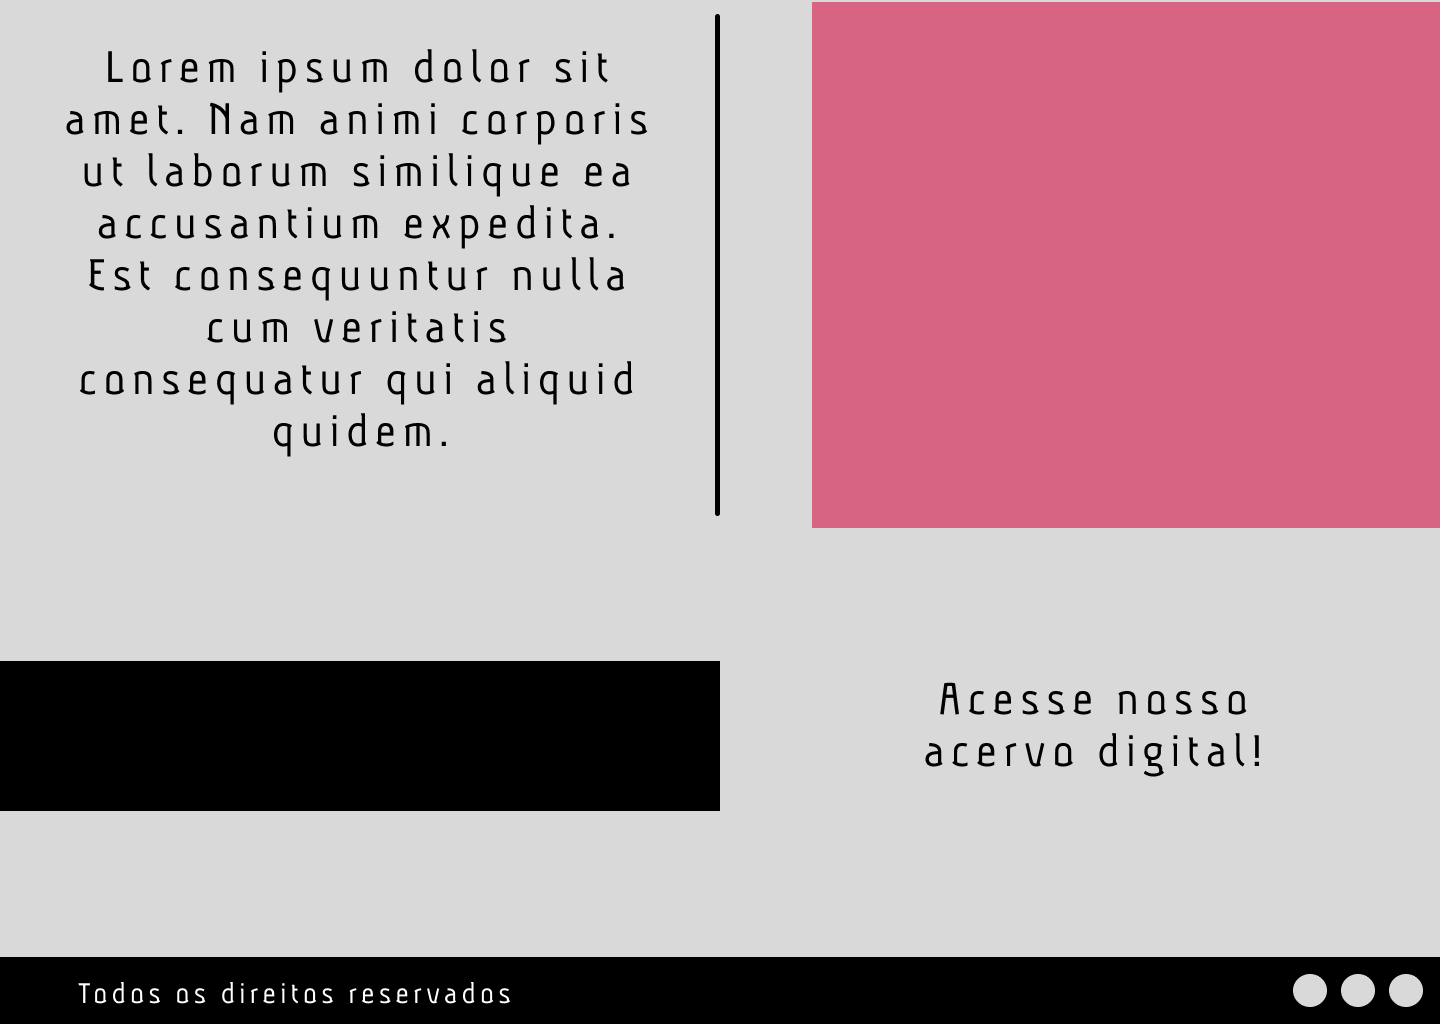 Lorem ipsum dolor sit
amet. Nam animi corporis
ut laborum similique ea
accusantium expedita.
Est consequuntur nulla
cum veritatis
consequatur qui aliquid
quidem.
Acesse nosso
acervo digital!
Todos os direitos reservados